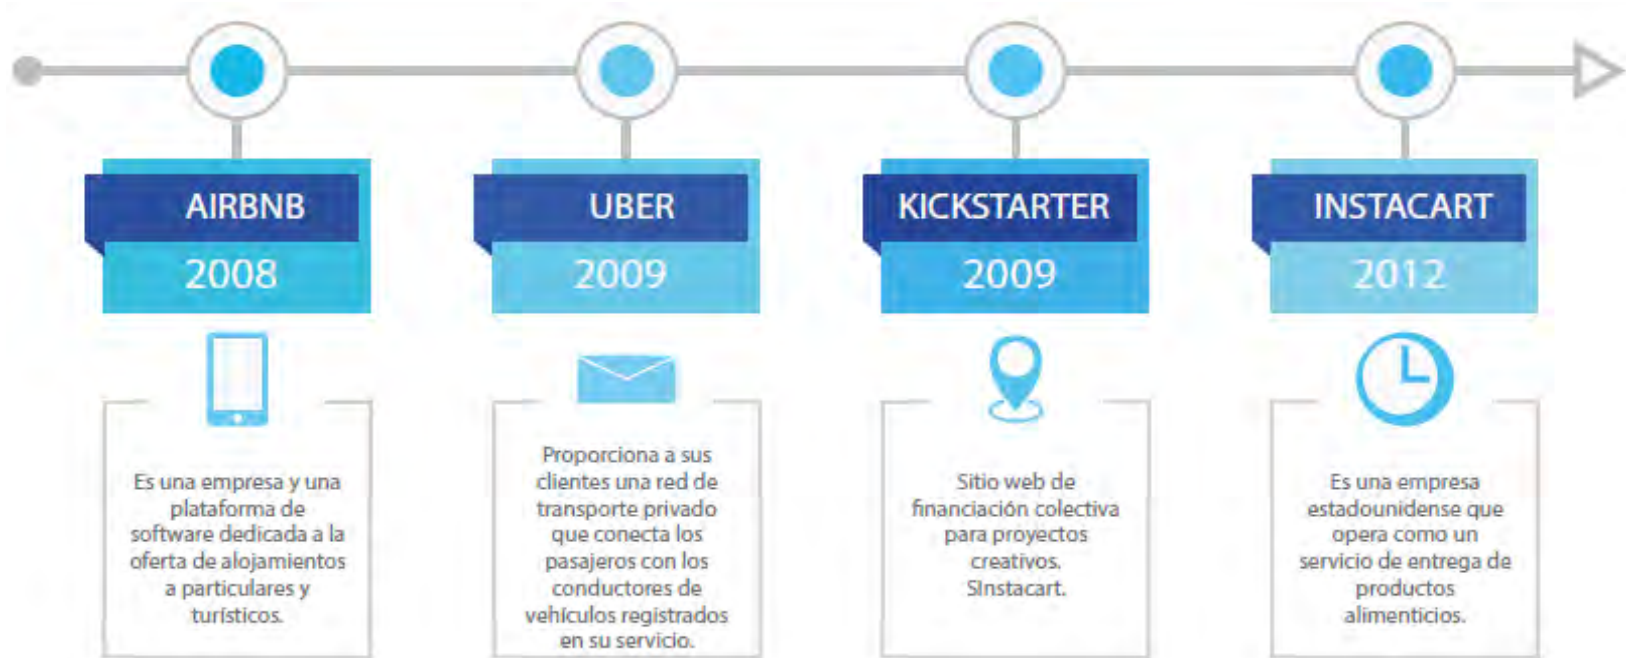 AIRBNB
2008
Es una empresa y una
plataforma de
software dedicada a la
oferta de alojamientos
a particulares y
turísticos.
UBER
2009
Proporciona a sus
clientes una red de
transporte privado
que conecta los
pasajeros con los
conductores de
vehículos registrados
en su servicio.
KICKSTARTER
2009
Sitio web de
financiación colectiva
para proyectos
creativos.
SInstacart.
INSTACART
2012
Es una empresa
estadounidense que
opera como un
servicio de entrega de
productos
alimenticios.